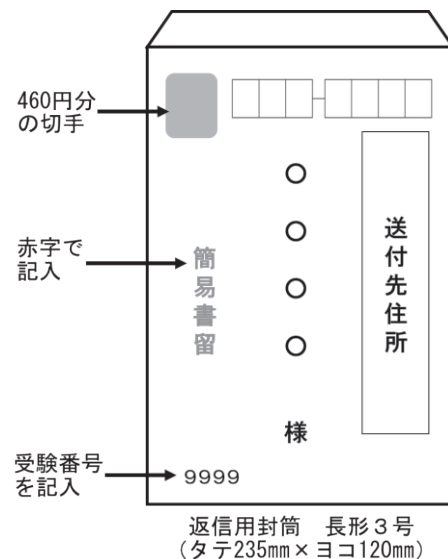 460円分
の切手
赤字で
記入
受験番号
を記入
送付先住所
○○○○様
簡易書留
9999
返信用封筒　長形3号
(タテ235mm×ヨコ120mm)